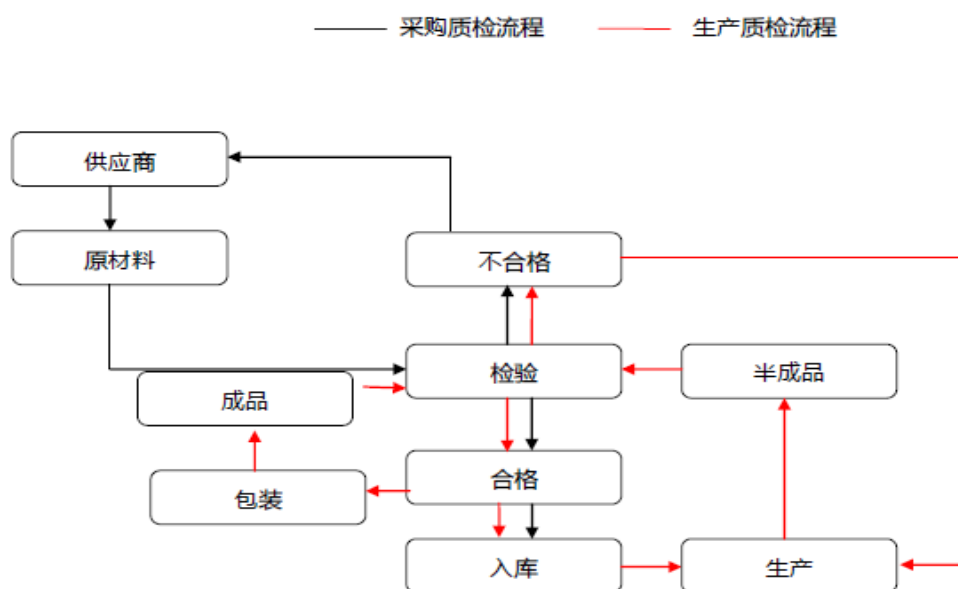 采购质检流程 生产质检流程
供应商
原材料
不合格
检验
半成品
成品
合格
包装
入库
生产